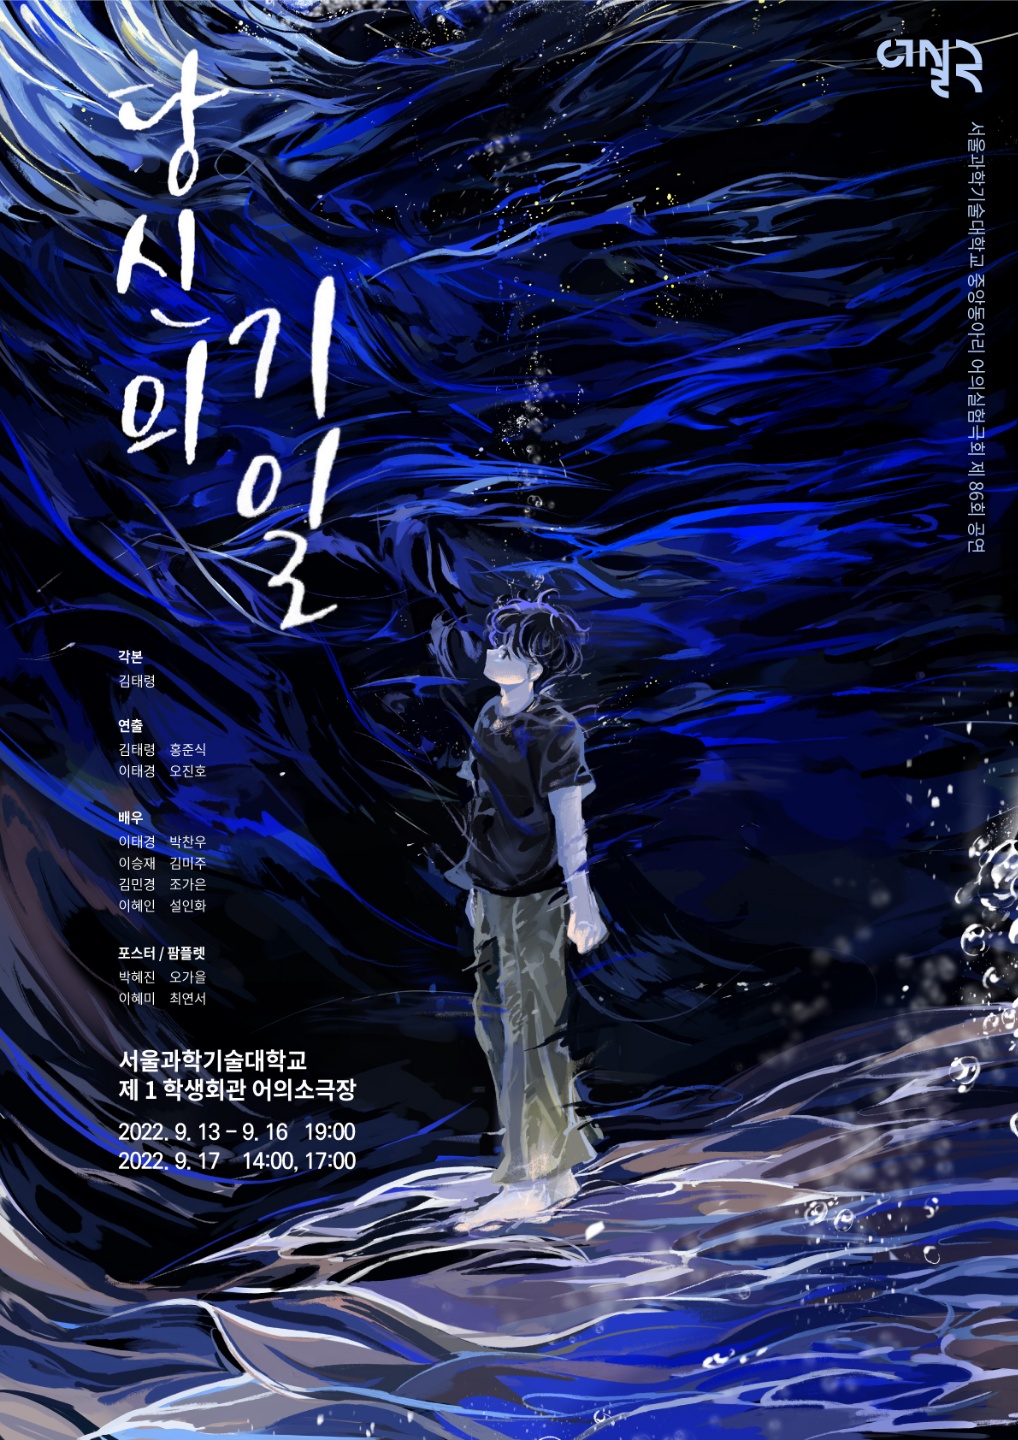 당신의
기일
서울과학기술대학교 중앙동아리 어의실험극회 제 86회 공연
각본
김태령
연출
김태령 홍준식
이태경 오진호
배우
이태경 박찬우
이승재 김미주
김민경 조가은
이혜인 설인화
포스터 / 팜플렛
박혜진 오가을
이혜미 최연서
서울과학기술대학교
제 1 학생회관 어의소극장
2022. 9. 13 - 9. 16 19:00
2022. 9. 17 14:00, 17:00